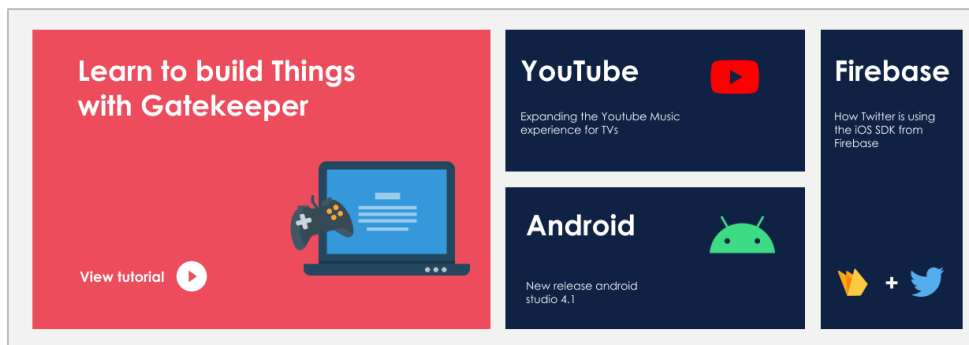 Learn to build Things
with Gatekeeper
View tutorial
YouTube
Expanding the Youtube Music
experience for TVs
Android
New release android
studio 4.1
Firebase
How Twitter is using
the iOS SDK from
Firebase
+